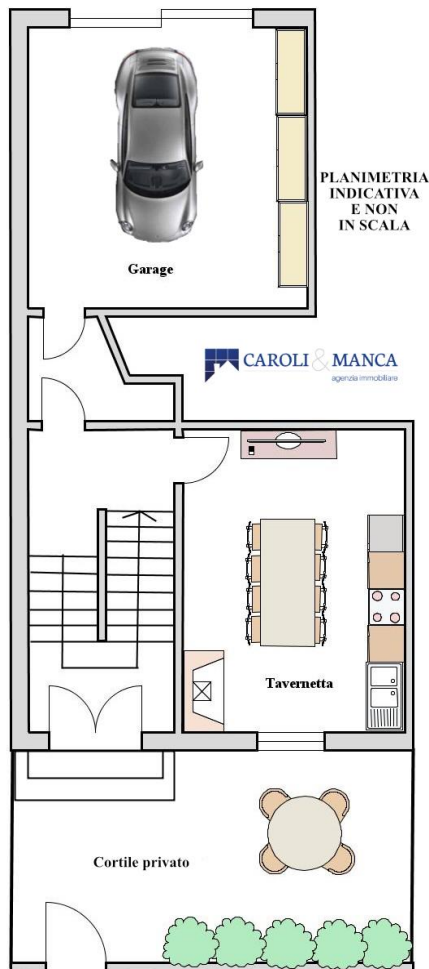 PLANIMETRIA
INDICATIVA
E NON
IN SCALA
Garage
CAROLI & MANCA
agenzia immobiliare
Tavernetta
Cortile privato